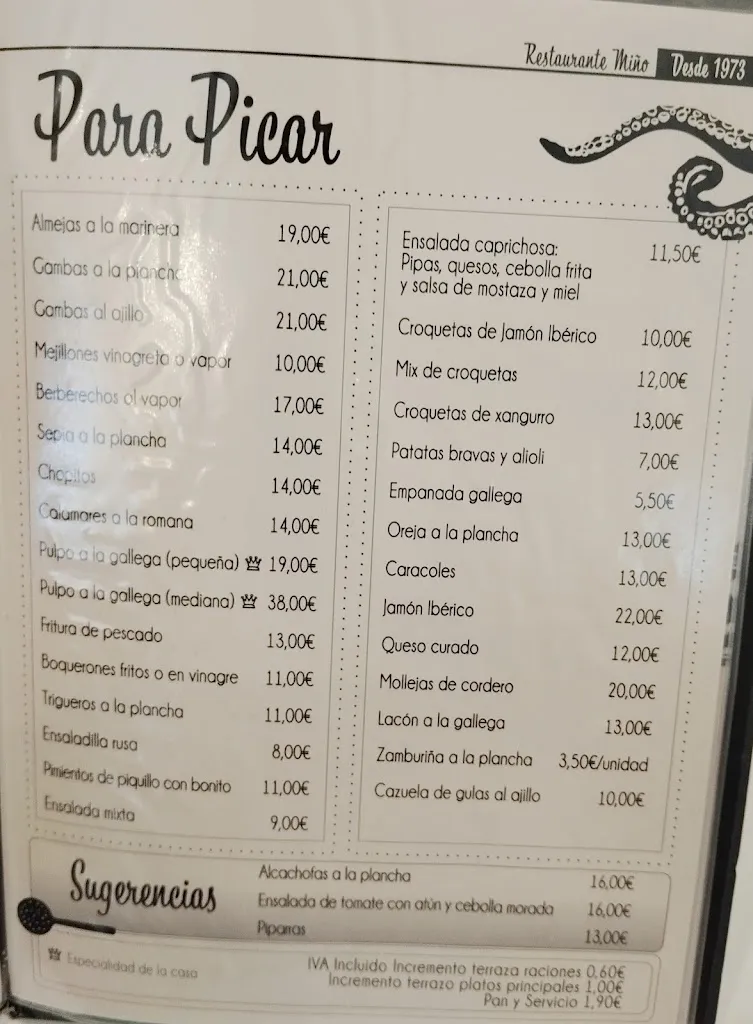 Restaurante Miño Desde 1973
Para Picar
Almejas a la marinera 19,00€
Gambas a la plancha 21,00€
Gambas al ajillo 21,00€
Mejillones vinagreta o vapor 10,00€
Berberechos al vapor 17,00€
Sepia a la plancha 14,00€
Chopitos 14,00€
Calamares a la romana 14,00€
Pulpo a la gallega (pequeña) 19,00€
Pulpo a la gallega (mediana) 38,00€
Fritura de pescado 13,00€
Boquerones fritos o en vinagre 11,00€
Trigueros a la plancha 11,00€
Ensaladilla rusa 8,00€
Pimientos de piquillo con bonito 11,00€
Ensalada mixta 9,00€
Ensalada caprichosa: 11,50€
Pipas, quesos, cebolla frita
y salsa de mostaza y miel
Croquetas de Jamón Ibérico 10,00€
Mix de croquetas 12,00€
Croquetas de xangurro 13,00€
Patatas bravas y alioli 7,00€
Empanada gallega 5,50€
Oreja a la plancha 13,00€
Caracoles 13,00€
Jamón Ibérico 22,00€
Queso curado 12,00€
Mollejas de cordero 20,00€
Lacón a la gallega 13,00€
Zamburiña a la plancha 3,50€/unidad
Cazuela de gulas al ajillo 10,00€
Sugerencias
Alcachofas a la plancha 16,00€
Ensalada de tomate con atún y cebolla morada 16,00€
Piparras 13,00€
Especialidad de la casa
IVA Incluido Incremento terraza raciones 0,60€
Incremento terrazo platos principales 1,00€
Pan y Servicio 1,90€